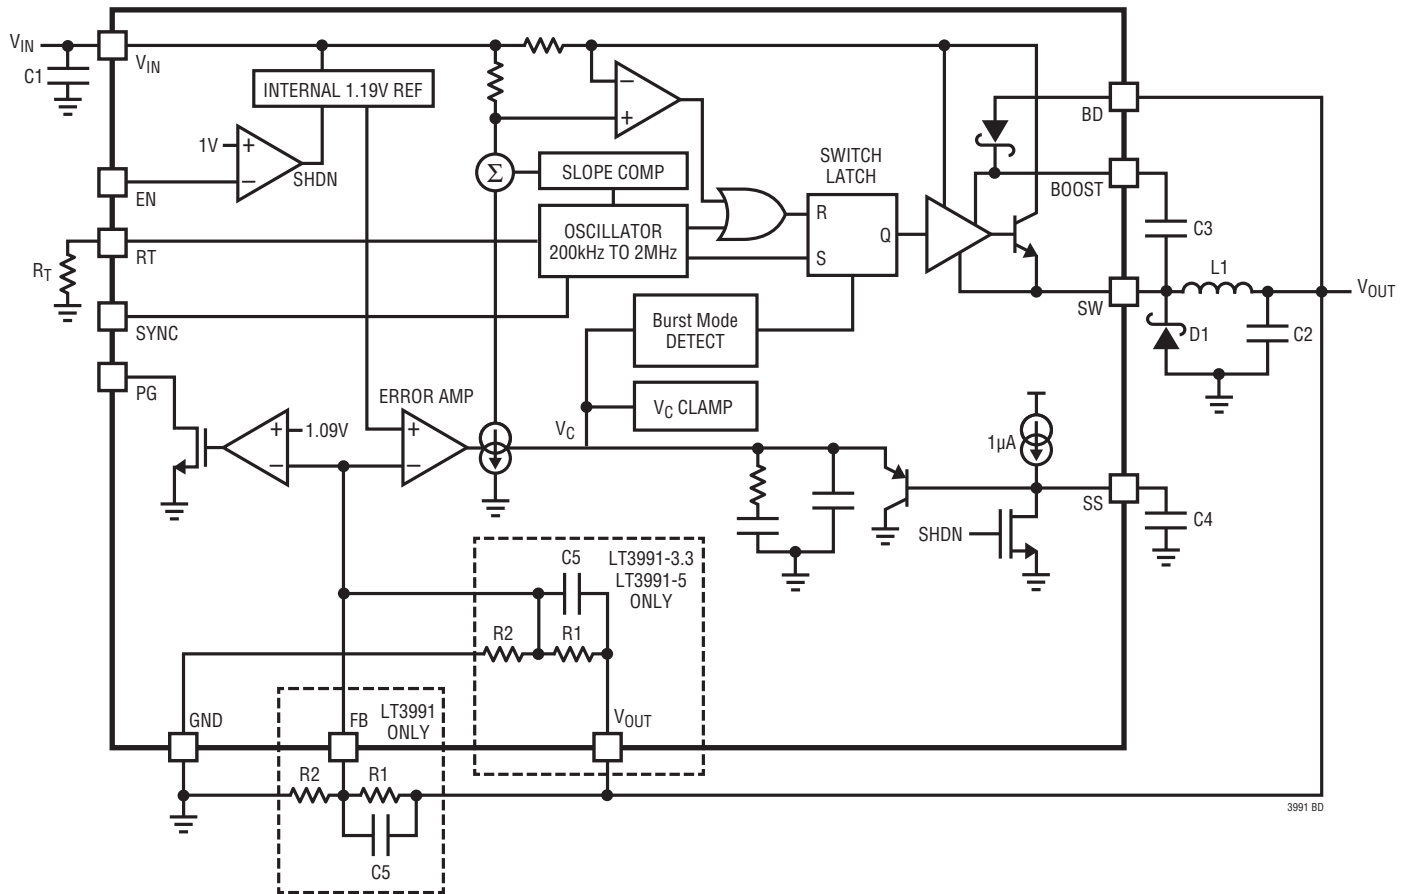 VIN
VIN
C1
INTERNAL 1.19V REF
1V
+
−
SHDN
EN
RT
RT
SYNC
PG
−
+
Σ
SLOPE COMP
OSCILLATOR
200kHz TO 2MHz
SWITCH
LATCH
R
S
Q
BD
BOOST
C3
SW
L1
VOUT
D1
C2
Burst Mode
DETECT
VC CLAMP
VC
ERROR AMP
+
−
+
−
1.09V
1µA
SS
C4
SHDN
C5
LT3991-3.3
LT3991-5
ONLY
R2
R1
GND
FB
LT3991
ONLY
VOUT
R2
R1
C5
3991 BD